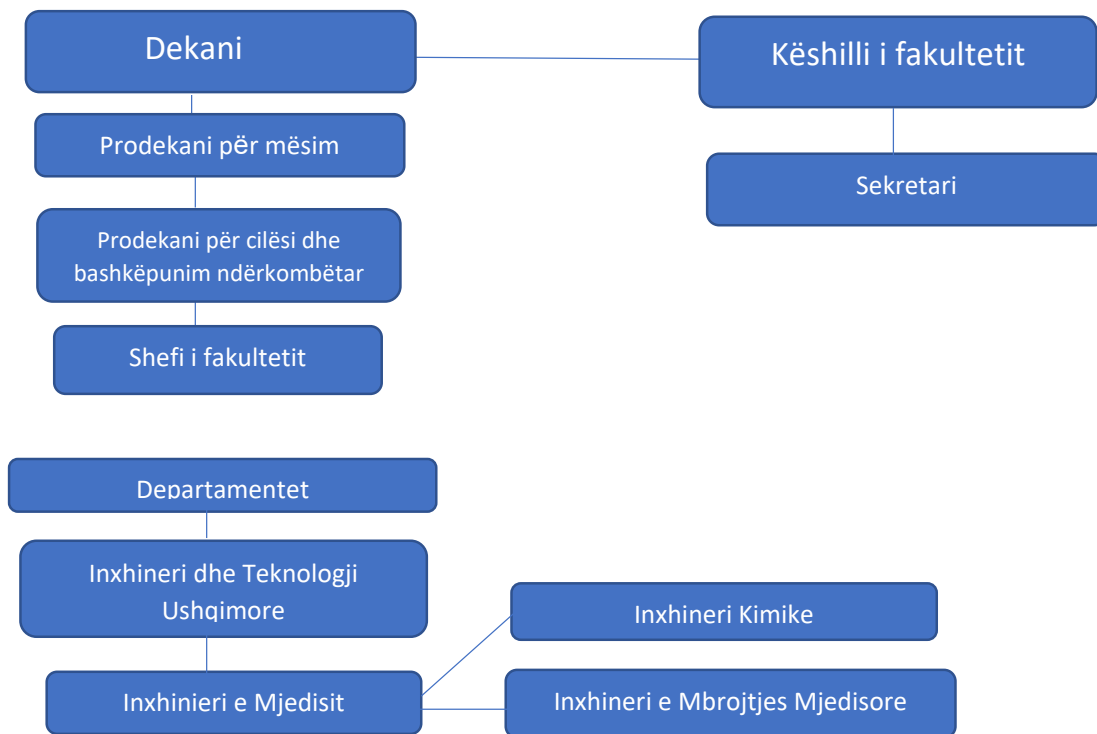 Dekani
Këshilli i fakultetit
Prodekani për mësim
Sekretari
Prodekani për cilësi dhe
bashkëpunim ndërkombëtar
Shefi i fakultetit
Departamentet
Inxhineri dhe Teknologji
Ushqimore
Inxhineri Kimike
Inxhinieri e Mjedisit
Inxhineri e Mbrojtjes Mjedisore